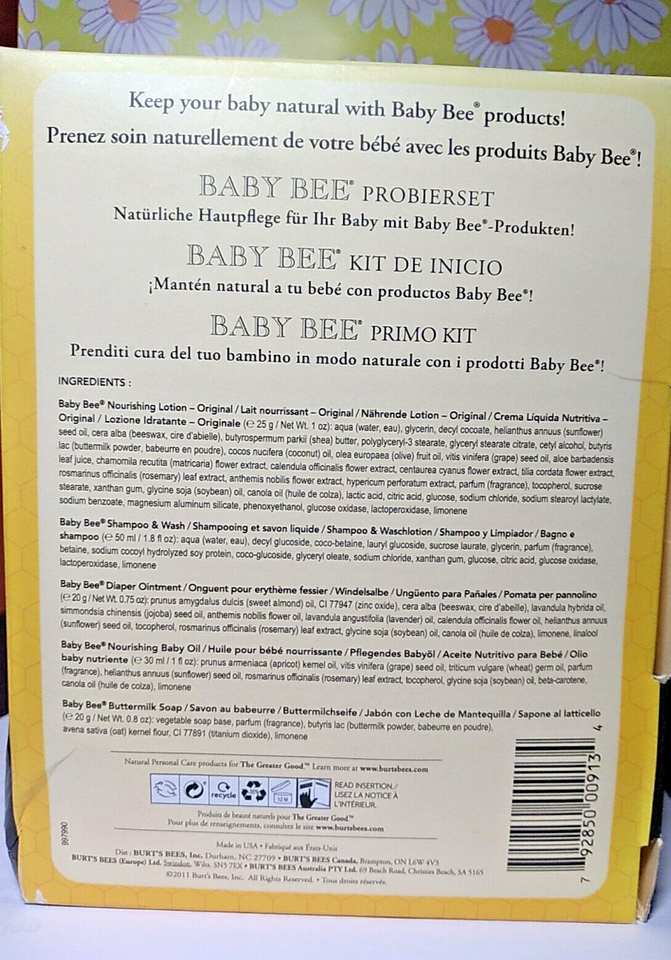 Keep your baby natural with Baby Bee® products!
Prenez soin naturellement de votre bébé avec les produits Baby Bee®!
BABY BEE® PROBIERSET
Natürliche Hautpflege für Ihr Baby mit Baby Bee®-Produkten!
BABY BEE® KIT DE INICIO
¡Mantén natural a tu bebé con productos Baby Bee®!
BABY BEE® PRIMO KIT
Prenditi cura del tuo bambino in modo naturale con i prodotti Baby Bee®!
INGREDIENTS :
Baby Bee® Nourishing Lotion – Original / Lait nourrissant – Original / Nährende Lotion – Original / Crema Líquida Nutritiva –
Original / Lozione Idratante – Originale (℮ 25 g / Net Wt. 1 oz): aqua (water, eau), glycerin, decyl cocoate, helianthus annuus (sunflower)
seed oil, cera alba (beeswax, cire d'abielle), butyrospermum parkii (shea) butter, polyglyceryl-3 stearate, glyceryl stearate citrate, cetyl alcohol, butyris
lac (buttermilk powder, babeurre en poudre), cocos nucifera (coconut) oil, olea europaea (olive) fruit oil, vitis vinifera (grape) seed oil, aloe barbadensis
leaf juice, chamomilla recutita (matricaria) flower extract, calendula officinalis flower extract, centaurea cyanus flower extract, tilia cordata flower extract,
rosmarinus officinalis (rosemary) leaf extract, anthemis nobilis flower extract, hypericum perforatum extract, parfum (fragrance), tocopherol, sucrose
stearate, xanthan gum, glycine soja (soybean) oil, canola oil (huile de colza), lactic acid, citric acid, glucose, sodium chloride, sodium stearoyl lactylate,
sodium benzoate, magnesium aluminum silicate, phenoxyethanol, glucose oxidase, lactoperoxidase, limonene
Baby Bee® Shampoo & Wash / Shampooing et savon liquide / Shampoo & Waschlotion / Shampoo y Limpiador / Bagno e
shampoo (℮ 50 ml / 1.8 fl oz): aqua (water, eau), decyl glucoside, coco-betaine, lauryl glucoside, sucrose laurate, glycerin, parfum (fragrance),
betaine, sodium cocoyl hydrolyzed soy protein, coco-glucoside, glyceryl oleate, sodium chloride, xanthan gum, glucose, citric acid, glucose oxidase,
lactoperoxidase, limonene
Baby Bee® Diaper Ointment / Onguent pour erythème fessier / Windelsalbe / Ungüento para Pañales / Pomata per pannolino
(℮ 20 g / Net Wt. 0.75 oz): prunus amygdalus dulcis (sweet almond) oil, CI 77947 (zinc oxide), cera alba (beeswax, cire d'abeille), lavandula hybrida oil,
simmondsia chinensis (jojoba) seed oil, anthemis nobilis flower oil, lavandula angustifolia (lavender) oil, calendula officinalis flower oil, helianthus annuus
(sunflower) seed oil, tocopherol, rosmarinus officinalis (rosemary) leaf extract, glycine soja (soybean) oil, canola oil (huile de colza), limonene, linalool
Baby Bee® Nourishing Baby Oil / Huile pour bébé nourrissante / Pflegendes Babyöl / Aceite Nutritivo para Bebé / Olio
baby nutriente (℮ 30 ml / 1 fl oz): prunus armeniaca (apricot) kernel oil, vitis vinifera (grape) seed oil, triticum vulgare (wheat) germ oil, parfum
(fragrance), helianthus annuus (sunflower) seed oil, rosmarinus officinalis (rosemary) leaf extract, tocopherol, glycine soja (soybean) oil, beta-carotene,
canola oil (huile de colza), limonene
Baby Bee® Buttermilk Soap / Savon au babeurre / Buttermilchseife / Jabón con Leche de Mantequilla / Sapone al latticello
(℮ 20 g / Net Wt. 0.8 oz): vegetable soap base, parfum (fragrance), butyris lac (buttermilk powder, babeurre en poudre),
avena sativa (oat) kernel flour, CI 77891 (titanium dioxide), limonene
Natural Personal Care products for The Greater Good.™ Learn more at www.burtsbees.com
recycle
12 M
READ INSERTION./
LISEZ LA NOTICE À
L'INTÉRIEUR.
Produits de beauté naturels pour The Greater Good™
Pour plus de renseignements, consultez le site www.burtsbees.com
Made in USA • Fabriqué aux États-Unis
Dist : BURT'S BEES, Inc. Durham, NC 27709 • BURT'S BEES Canada, Brampton, ON L6W 4V3
BURT'S BEES (Europe) Ltd. Swindon, Wilts. SN5 7EX • BURT'S BEES Australia PTY Ltd. 69 Beach Road, Christies Beach, SA 5165
©2011 Burt's Bees, Inc. All Rights Reserved. • Tous droits réservés.
997990
7 92850 00913 4